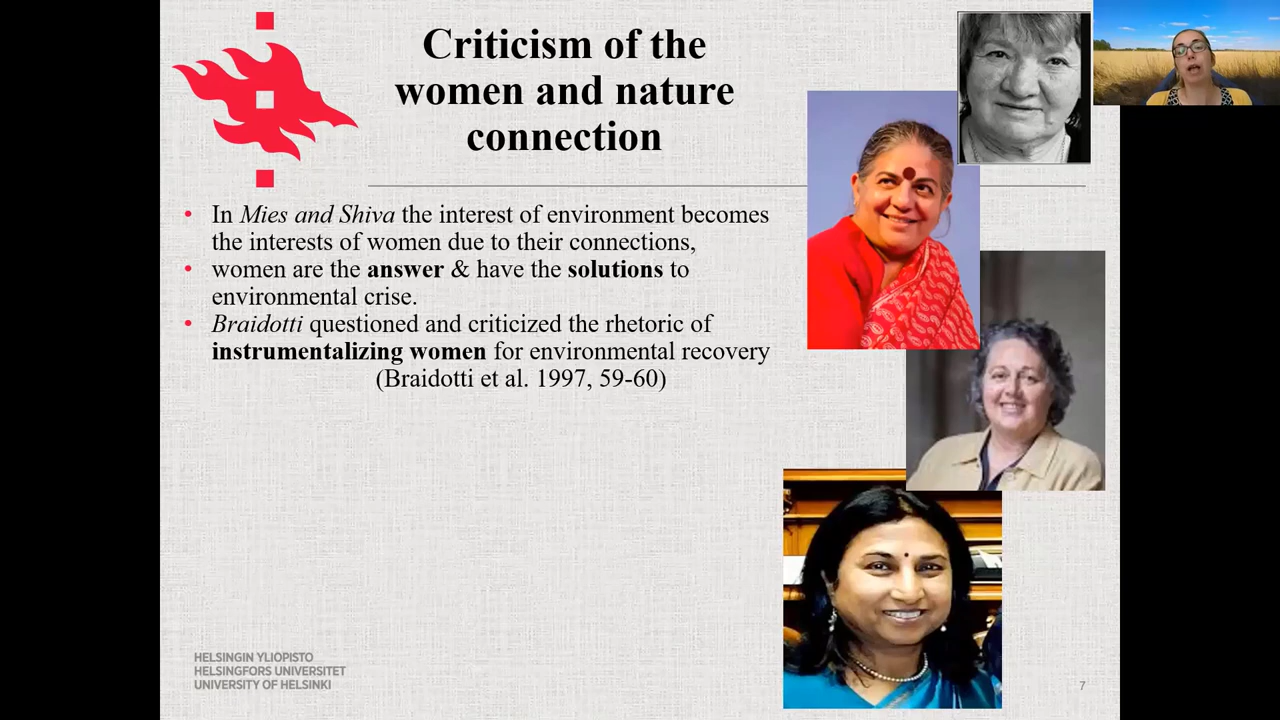 Criticism of the
women and nature
connection
• In Mies and Shiva the interest of environment becomes
the interests of women due to their connections,
• women are the answer & have the solutions to
environmental crise.
• Braidotti questioned and criticized the rhetoric of
instrumentalizing women for environmental recovery
(Braidotti et al. 1997, 59-60)
HELSINGIN YLIOPISTO
HELSINGFORS UNIVERSITET
UNIVERSITY OF HELSINKI
7